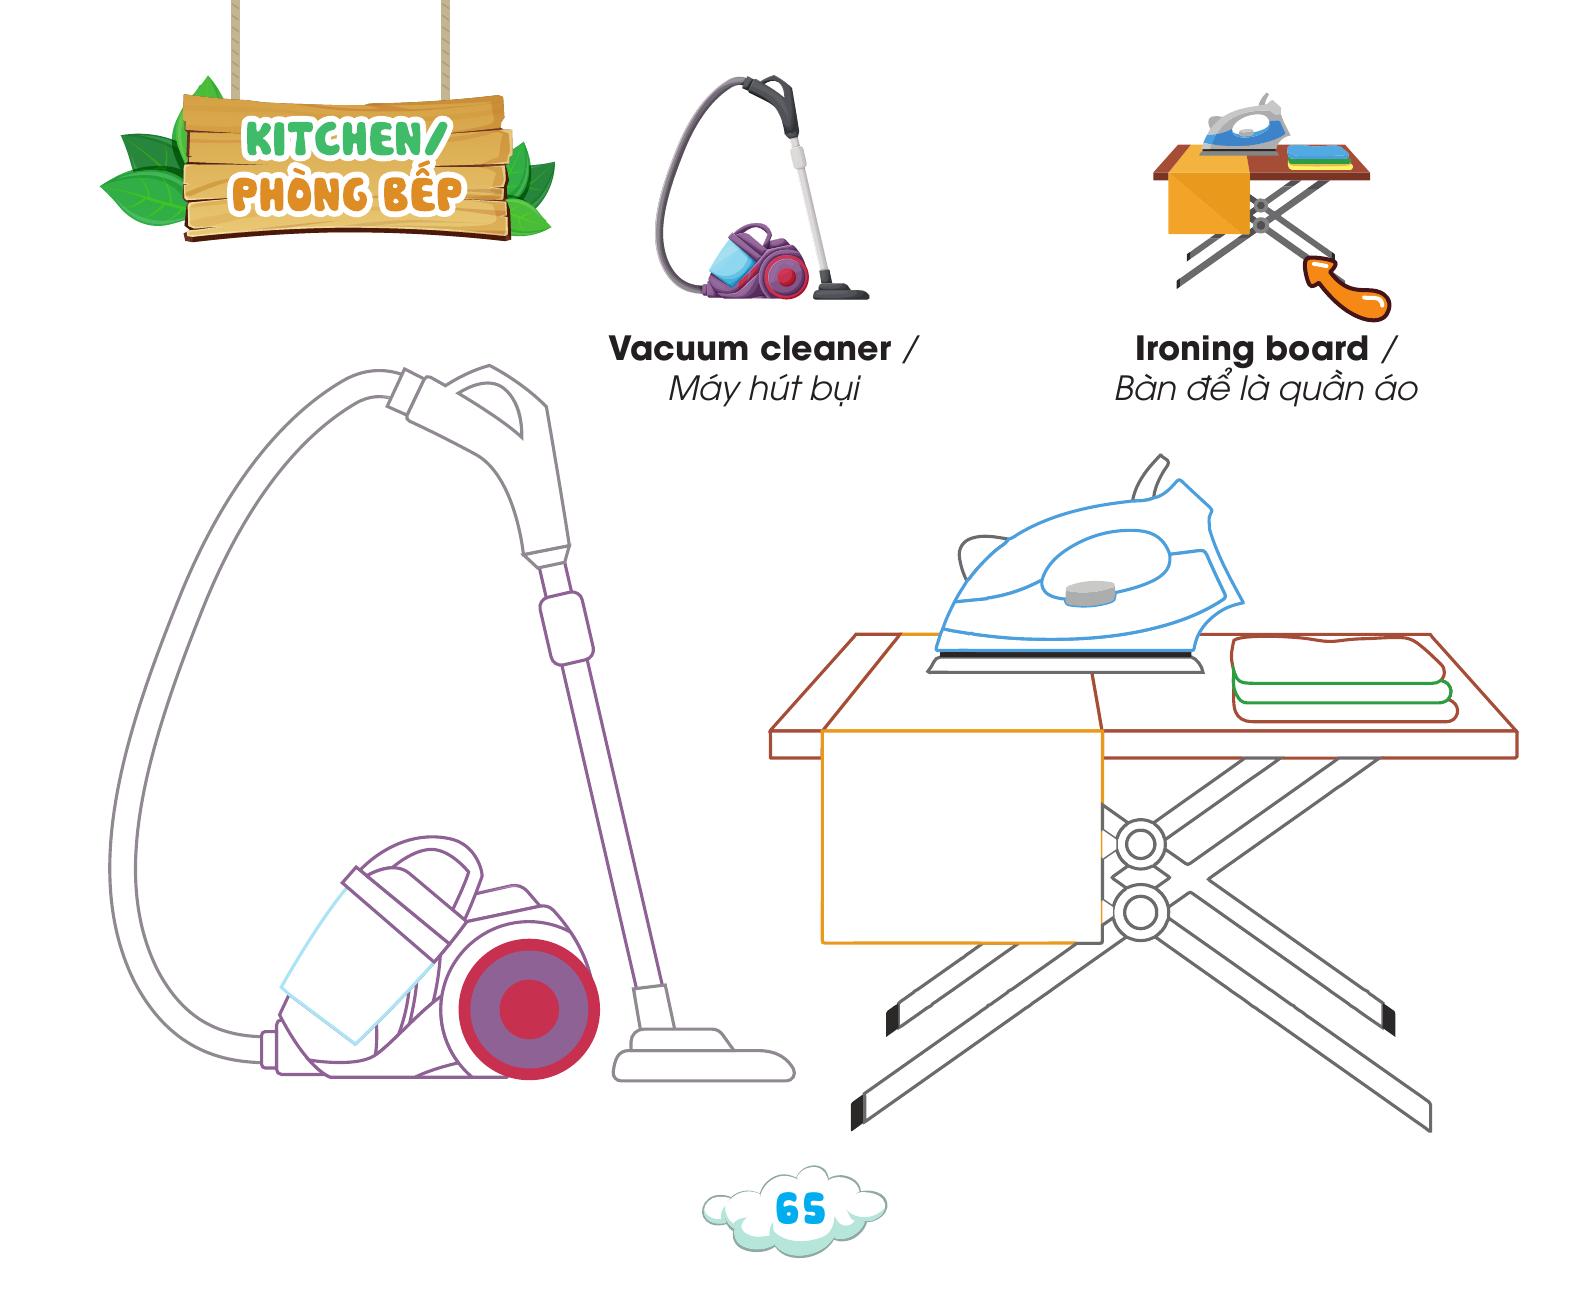 KITCHEN/
PHÒNG BẾP
Vacuum cleaner /
Máy hút bụi
Ironing board /
Bàn để là quần áo
65